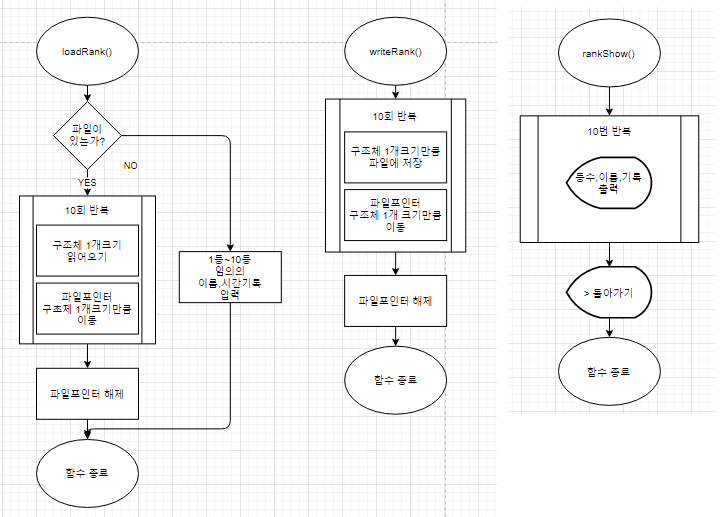 loadRank()
파일이
있는가?
NO
YES
10회 반복
구조체 1개크기
읽어오기
파일포인터
구조체 1개크기만큼
이동
1등~10등
임의의
이름,시간기록
입력
파일포인터 해제
함수 종료
writeRank()
10회 반복
구조체 1개크기만큼
파일에 저장
파일포인터
구조체 1개 크기만큼
이동
파일포인터 해제
함수 종료
rankShow()
10번 반복
등수,이름,기록
출력
> 돌아가기
함수 종료